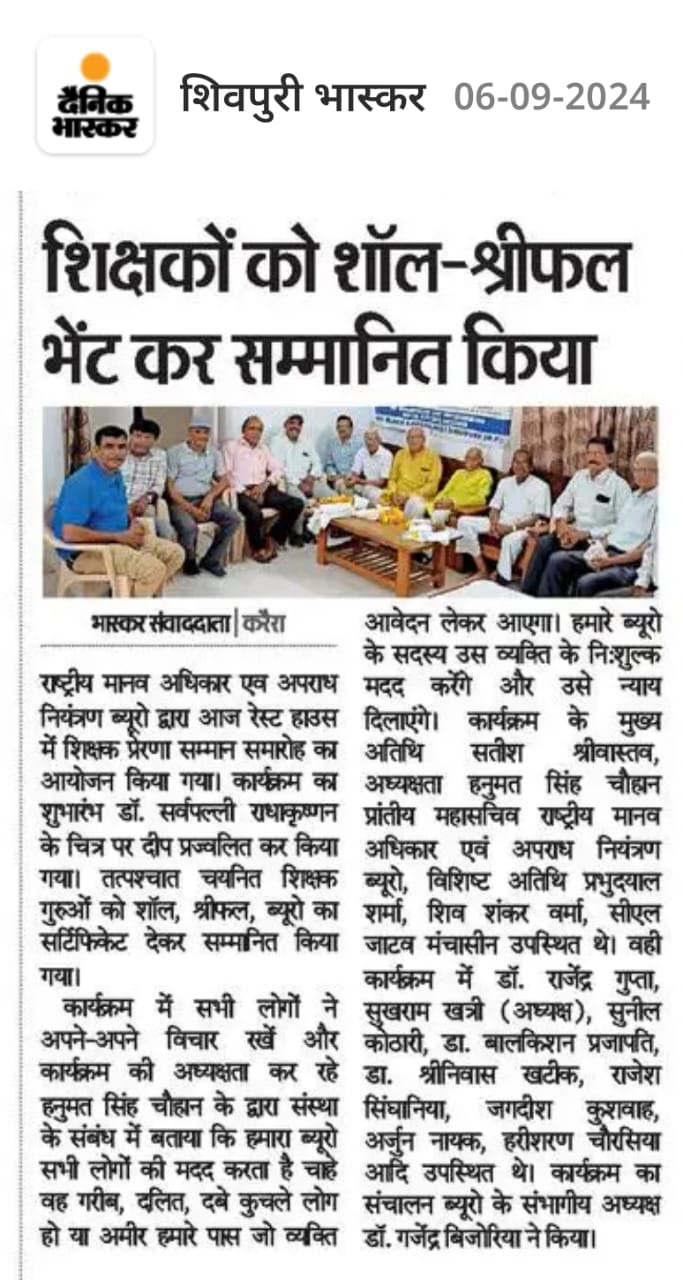 दैनिक
भास्कर
शिवपुरी भास्कर 06-09-2024
शिक्षकों को शॉल-श्रीफल
भेंट कर सम्मानित किया
भास्कर संवाददाता | करैरा
राष्ट्रीय मानव अधिकार एव अपराध
नियंत्रण ब्यूरो द्वारा आज रेस्ट हाउस
में शिक्षक प्रेरणा सम्मान समारोह का
आयोजन किया गया। कार्यक्रम का
शुभारंभ डॉ. सर्वपल्ली राधाकृष्णन
के चित्र पर दीप प्रज्वलित कर किया
गया। तत्पश्चात चयनित शिक्षक
गुरुओं को शॉल, श्रीफल, ब्यूरो का
सर्टिफिकेट देकर सम्मानित किया
गया।
कार्यक्रम में सभी लोगों ने
अपने-अपने विचार रखें और
कार्यक्रम की अध्यक्षता कर रहे
हनुमत सिंह चौहान के द्वारा संस्था
के संबंध में बताया कि हमारा ब्यूरो
सभी लोगों की मदद करता है चाहे
वह गरीब, दलित, दबे कुचले लोग
हो या अमीर हमारे पास जो व्यक्ति
आवेदन लेकर आएगा। हमारे ब्यूरो
के सदस्य उस व्यक्ति के नि:शुल्क
मदद करेंगे और उसे न्याय
दिलाएंगे। कार्यक्रम के मुख्य
अतिथि सतीश श्रीवास्तव,
अध्यक्षता हनुमत सिंह चौहान
प्रांतीय महासचिव राष्ट्रीय मानव
अधिकार एवं अपराध नियंत्रण
ब्यूरो, विशिष्ट अतिथि प्रभुदयाल
शर्मा, शिव शंकर वर्मा, सीएल
जाटव मंचासीन उपस्थित थे। वही
कार्यक्रम में डॉ. राजेंद्र गुप्ता,
सुखराम खत्री (अध्यक्ष), सुनील
कोठारी, डा. बालकिशन प्रजापति,
डा. श्रीनिवास खटीक, राजेश
सिंघानिया, जगदीश कुशवाह,
अर्जुन नायक, हरीशरण चौरसिया
आदि उपस्थित थे। कार्यक्रम का
संचालन ब्यूरो के संभागीय अध्यक्ष
डॉ. गजेंद्र बिजोरिया ने किया।